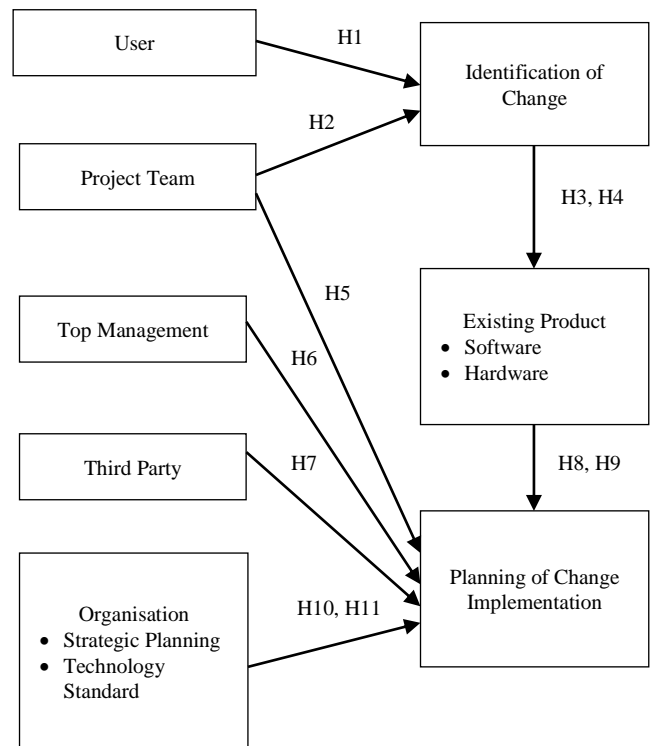 User
H1
Identification of
Change
H2
Project Team
H3, H4
H5
Top Management
H6
Existing Product
• Software
• Hardware
Third Party
H7
H8, H9
Planning of Change
Implementation
H10, H11
Organisation
• Strategic Planning
• Technology
Standard